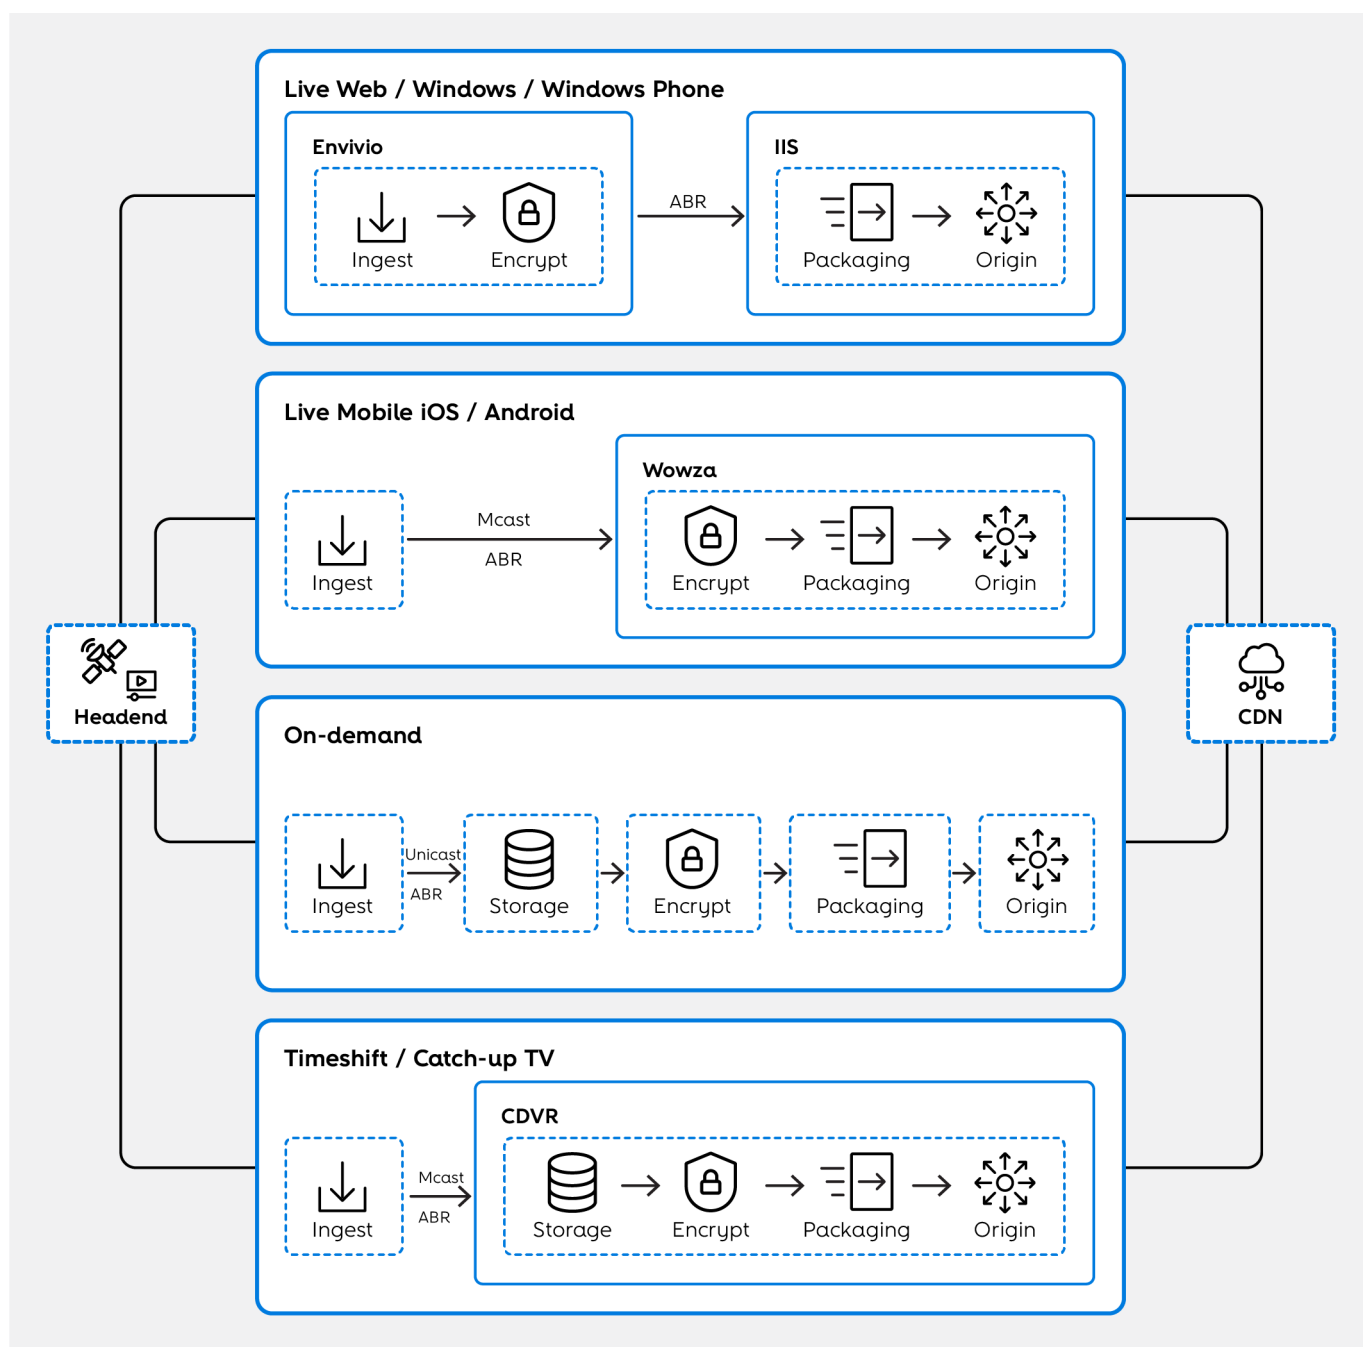 Live Web / Windows / Windows Phone
Envivio
IIS
ABR
Ingest
Encrypt
Packaging
Origin
Live Mobile iOS / Android
Wowza
Mcast
ABR
Ingest
Encrypt
Packaging
Origin
Headend
CDN
On-demand
Unicast
ABR
Ingest
Storage
Encrypt
Packaging
Origin
Timeshift / Catch-up TV
CDVR
Mcast
ABR
Ingest
Storage
Encrypt
Packaging
Origin